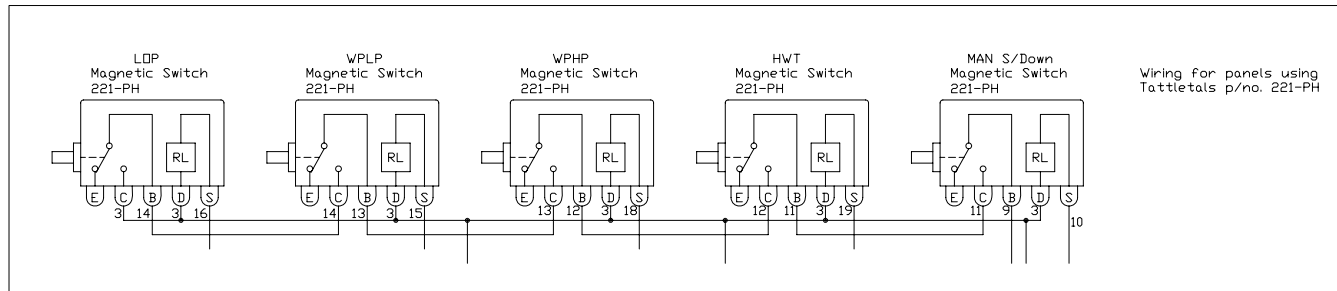 LOP
Magnetic Switch
221-PH
WPLP
Magnetic Switch
221-PH
WPHP
Magnetic Switch
221-PH
HWT
Magnetic Switch
221-PH
MAN S/Down
Magnetic Switch
221-PH
Wiring for panels using
Tattletals p/no. 221-PH
RL
RL
RL
RL
RL
E C B D S
E C B D S
E C B D S
E C B D S
E C B D S
3 14 3 16
14 13 3 15
13 12 3 18
12 11 3 19
11 9 3 10